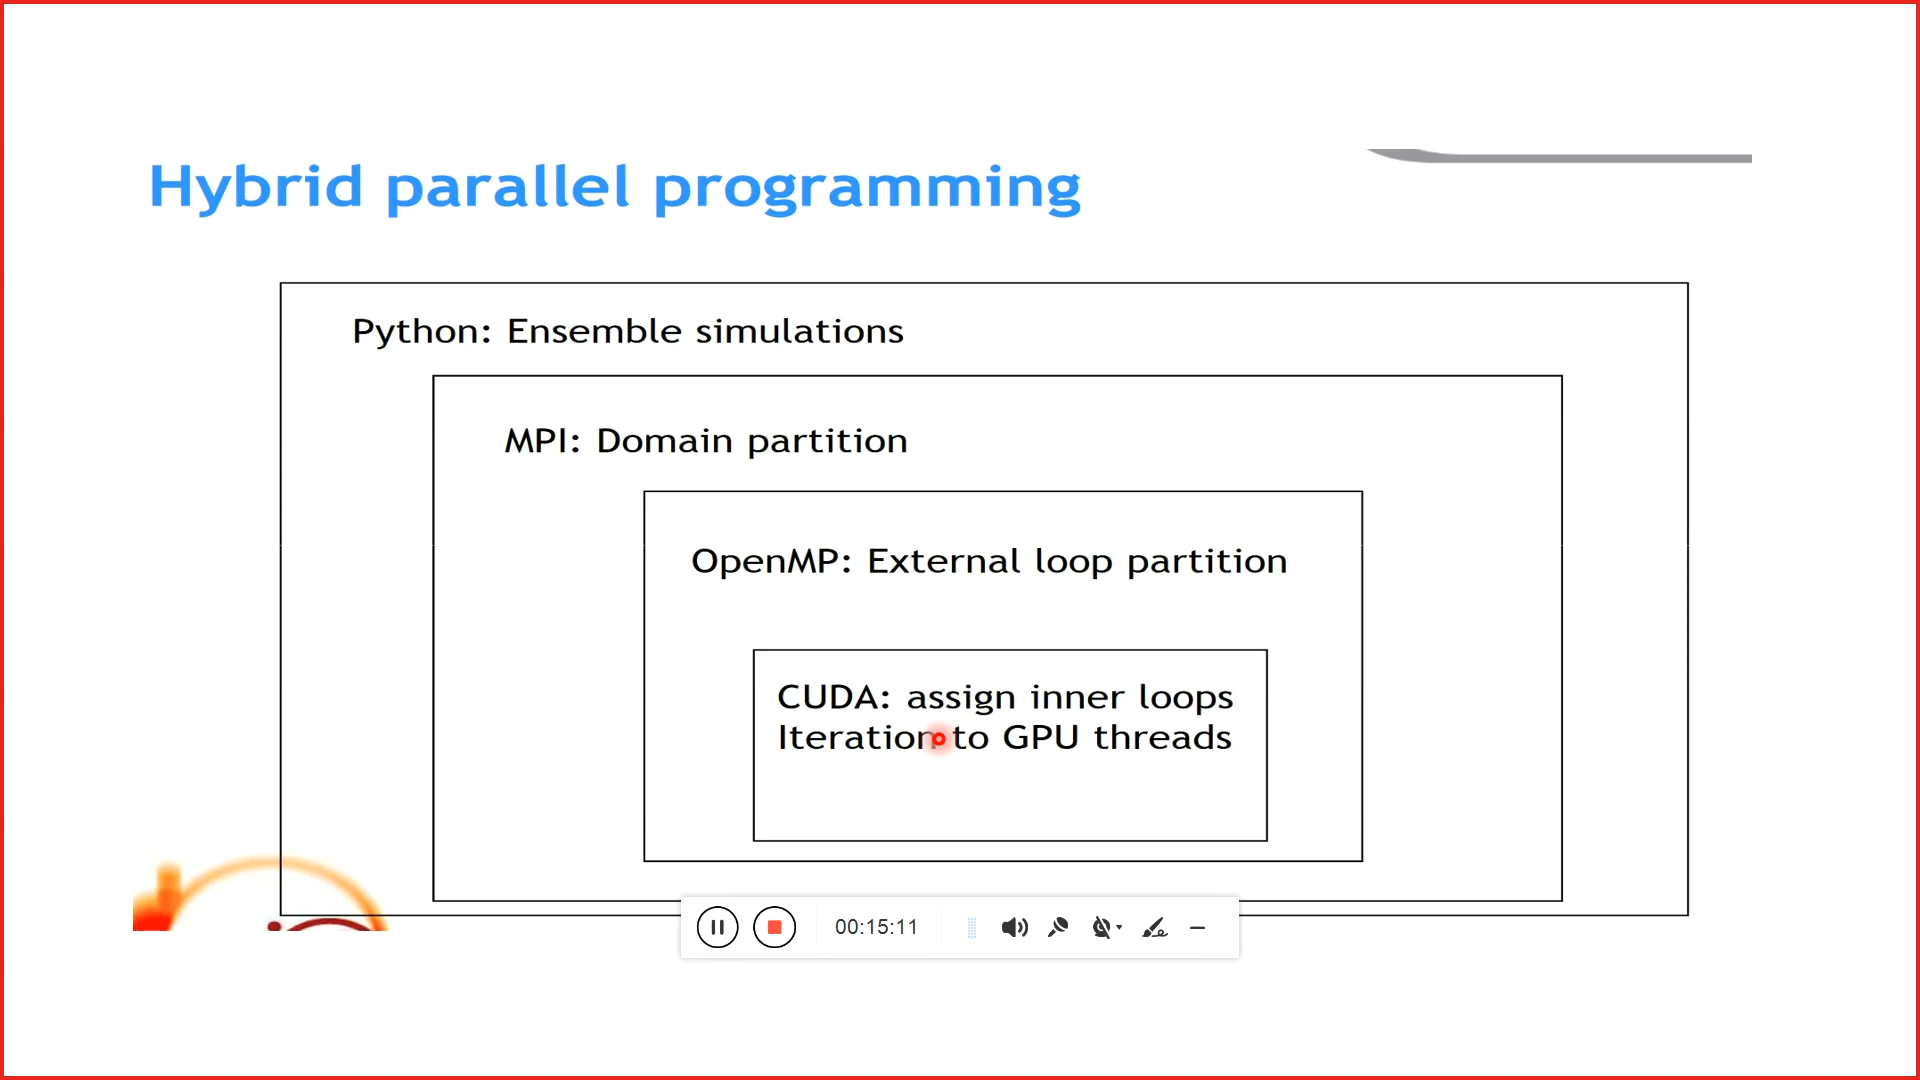 Hybrid parallel programming
Python: Ensemble simulations
MPI: Domain partition
OpenMP: External loop partition
CUDA: assign inner loops
Iteration to GPU threads
00:15:11